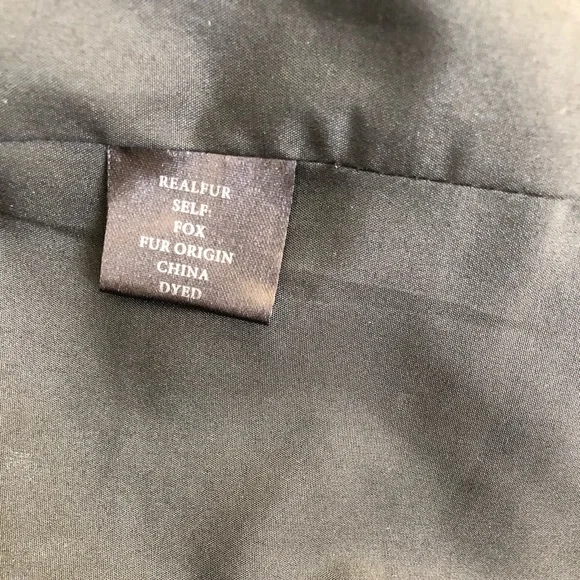 REALFUR
SELF:
FOX
FUR ORIGIN
CHINA
DYED